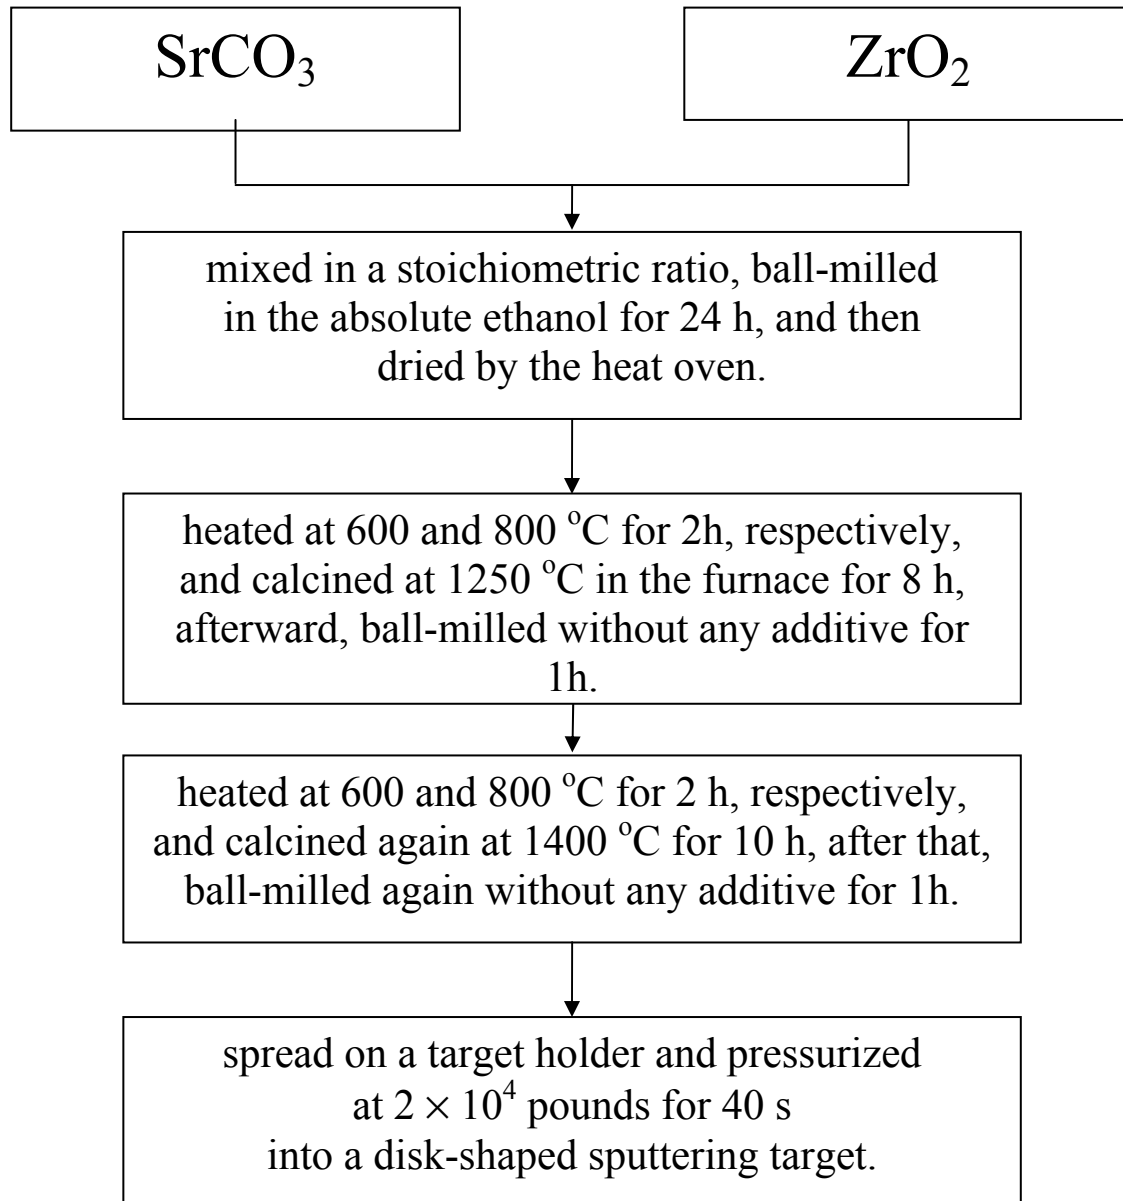 SrCO₃
ZrO₂
mixed in a stoichiometric ratio, ball-milled
in the absolute ethanol for 24 h, and then
dried by the heat oven.
heated at 600 and 800 °C for 2h, respectively,
and calcined at 1250 °C in the furnace for 8 h,
afterward, ball-milled without any additive for
1h.
heated at 600 and 800 °C for 2 h, respectively,
and calcined again at 1400 °C for 10 h, after that,
ball-milled again without any additive for 1h.
spread on a target holder and pressurized
at 2 × 10⁴ pounds for 40 s
into a disk-shaped sputtering target.